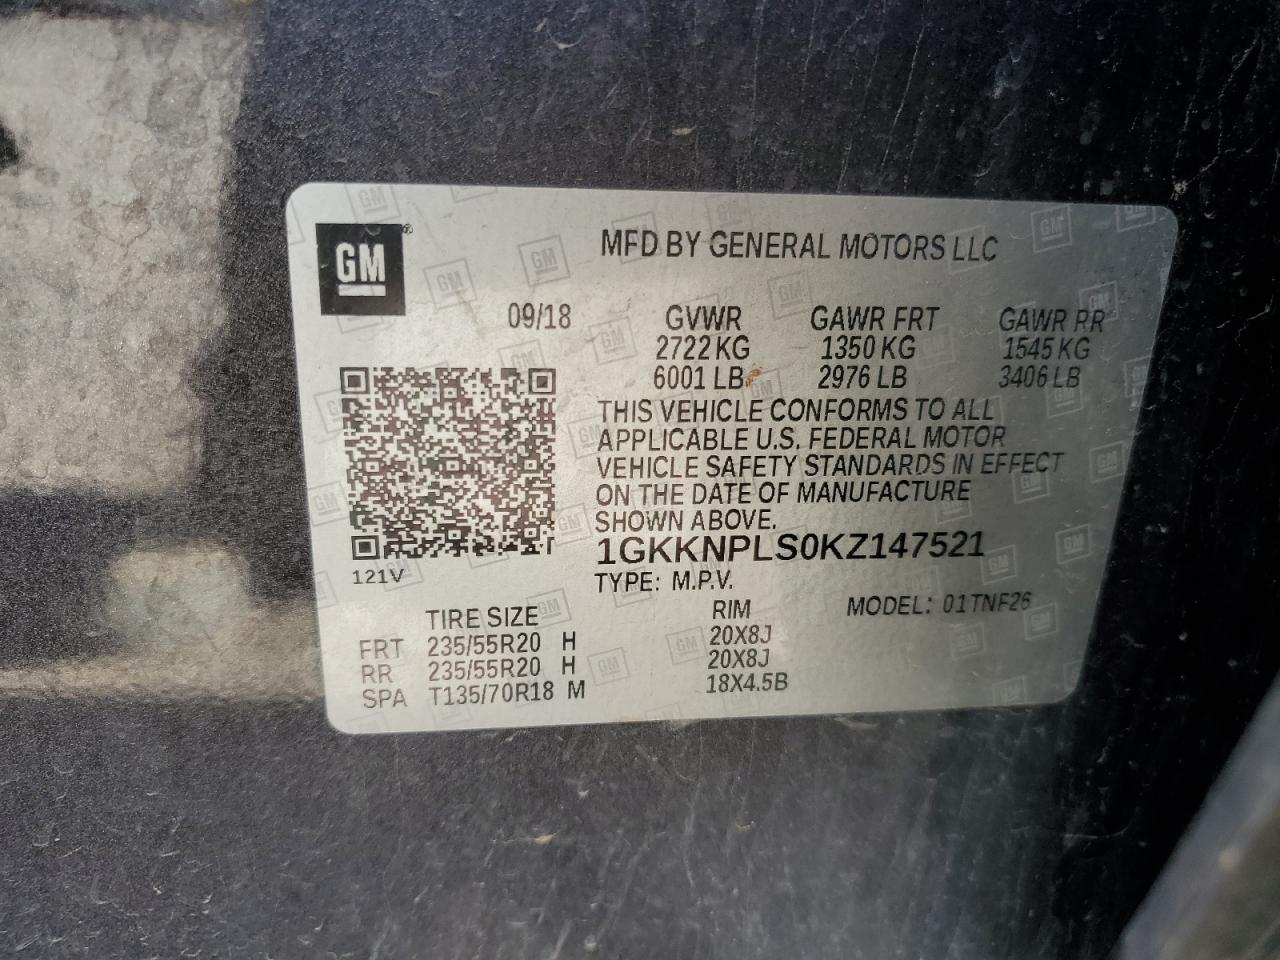 GM
MFD BY GENERAL MOTORS LLC
09/18 GVWR GAWR FRT GAWR RR
2722 KG 1350 KG 1545 KG
6001 LB 2976 LB 3406 LB
THIS VEHICLE CONFORMS TO ALL
APPLICABLE U.S. FEDERAL MOTOR
VEHICLE SAFETY STANDARDS IN EFFECT
ON THE DATE OF MANUFACTURE
SHOWN ABOVE.
1GKKNPLS0KZ147521
121V
TYPE: M.P.V.
TIRE SIZE RIM MODEL: 01TNF26
FRT 235/55R20 H 20X8J
RR 235/55R20 H 20X8J
SPA T135/70R18 M 18X4.5B